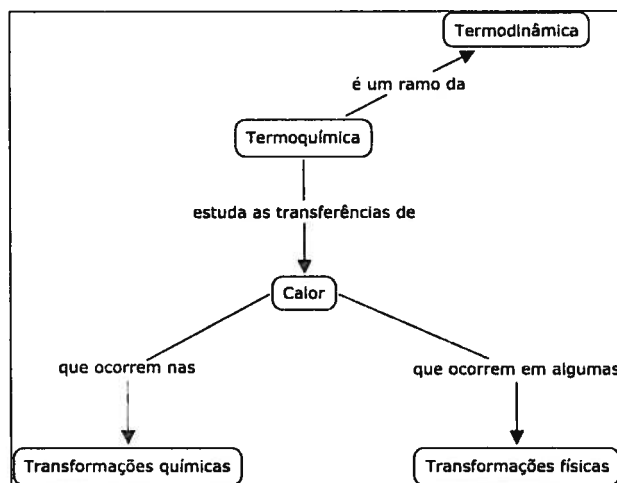 Termodinâmica
é um ramo da
Termoquímica
estuda as transferências de
Calor
que ocorrem nas
que ocorrem em algumas
Transformações químicas
Transformações físicas